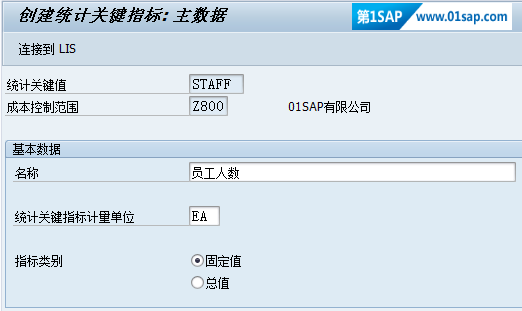 创建统计关键指标：主数据
第1SAP www.01sap.com
连接到 LIS
统计关键值 STAFF
成本控制范围 Z800 01SAP有限公司
基本数据
名称 员工人数
统计关键指标计量单位 EA
指标类别 固定值
总值